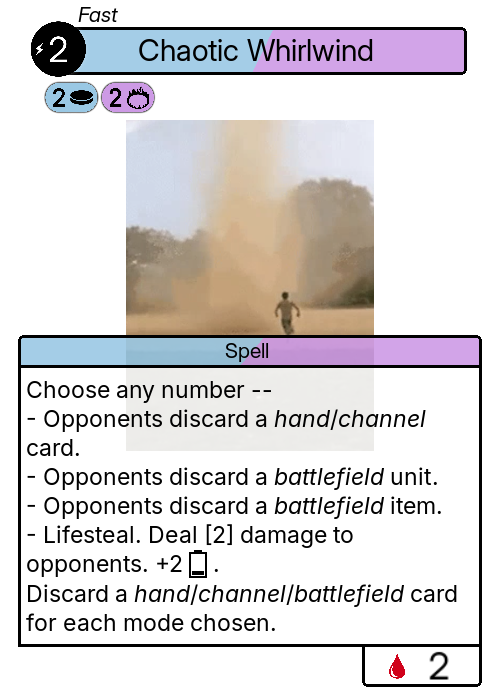 Fast
2
Chaotic Whirlwind
2 2
Spell
Choose any number --
- Opponents discard a hand/channel
card.
- Opponents discard a battlefield unit.
- Opponents discard a battlefield item.
- Lifesteal. Deal [2] damage to
opponents. +2 .
Discard a hand/channel/battlefield card
for each mode chosen.
2